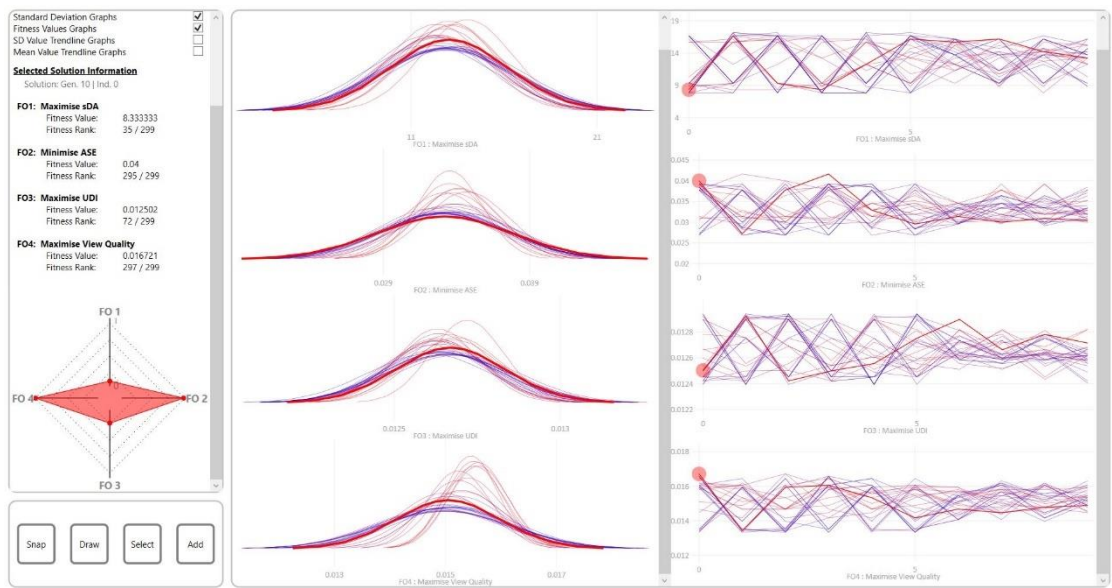 Standard Deviation Graphs
Fitness Values Graphs
SD Value Trendline Graphs
Mean Value Trendline Graphs
Selected Solution Information
Solution: Gen. 10 | Ind. 0
FO1: Maximise sDA
Fitness Value: 8.333333
Fitness Rank: 35 / 299
FO2: Minimise ASE
Fitness Value: 0.04
Fitness Rank: 295 / 299
FO3: Maximise UDI
Fitness Value: 0.012502
Fitness Rank: 72 / 299
FO4: Maximise View Quality
Fitness Value: 0.016721
Fitness Rank: 297 / 299
FO 1
1
0
FO 4
FO 2
FO 3
Snap
Draw
Select
Add
11
21
FO1 : Maximise sDA
0.029
0.039
FO2 : Minimise ASE
0.0125
0.013
FO3 : Maximise UDI
0.013
0.015
0.017
FO4 : Maximise View Quality
19
14
9
4
0
5
FO1 : Maximise sDA
0.045
0.04
0.035
0.03
0.025
0.02
0
5
FO2 : Minimise ASE
0.0128
0.0126
0.0124
0.0122
0
5
FO3 : Maximise UDI
0.018
0.016
0.014
0.012
0
5
FO4 : Maximise View Quality